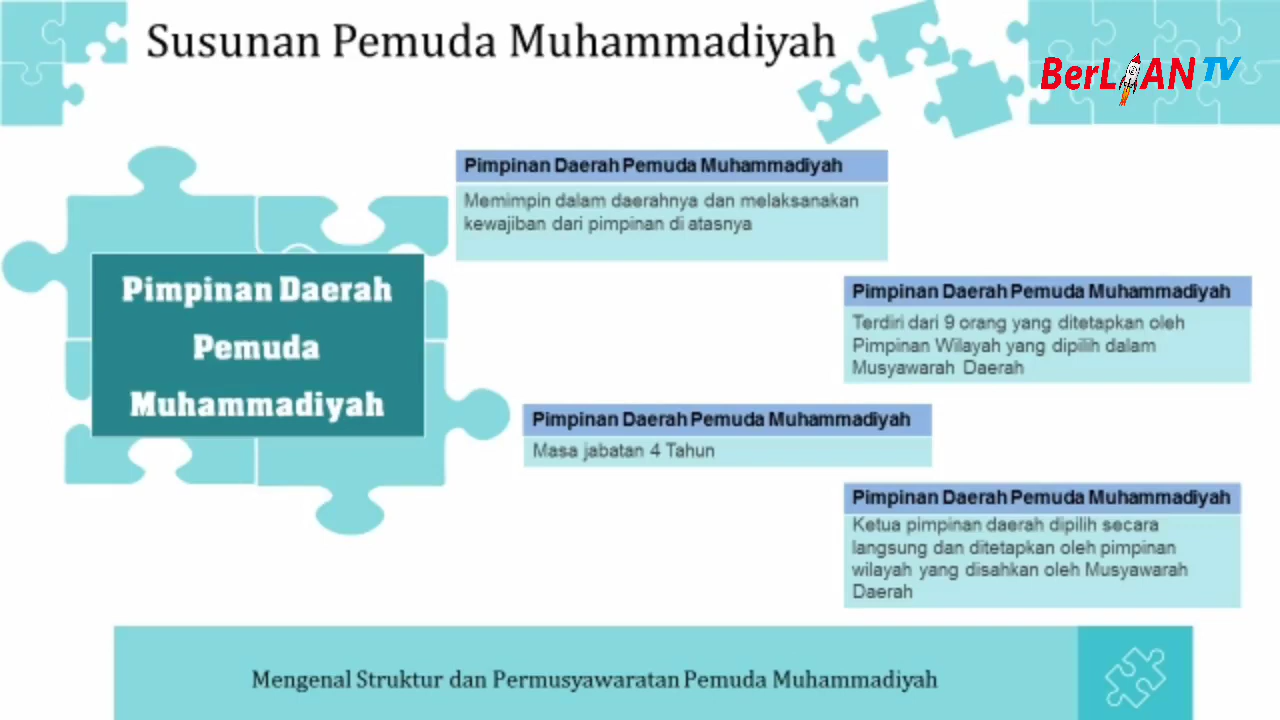 Susunan Pemuda Muhammadiyah
BerLIAN TV
Pimpinan Daerah Pemuda Muhammadiyah
Memimpin dalam daerahnya dan melaksanakan
kewajiban dari pimpinan di atasnya
Pimpinan Daerah
Pemuda
Muhammadiyah
Pimpinan Daerah Pemuda Muhammadiyah
Terdiri dari 9 orang yang ditetapkan oleh
Pimpinan Wilayah yang dipilih dalam
Musyawarah Daerah
Pimpinan Daerah Pemuda Muhammadiyah
Masa jabatan 4 Tahun
Pimpinan Daerah Pemuda Muhammadiyah
Ketua pimpinan daerah dipilih secara
langsung dan ditetapkan oleh pimpinan
wilayah yang disahkan oleh Musyawarah
Daerah
Mengenal Struktur dan Permusyawaratan Pemuda Muhammadiyah